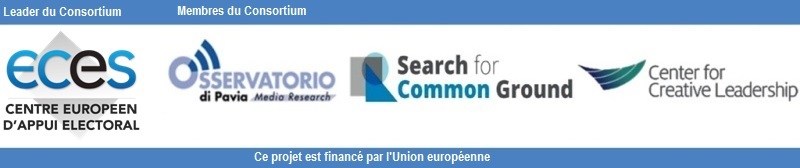 Leader du Consortium
Membres du Consortium
eces
CENTRE EUROPEEN
D'APPUI ELECTORAL
OSSERVATORIO
di Pavia Media Research
Search for
Common Ground
Center for
Creative Leadership
Ce projet est financé par l'Union européenne